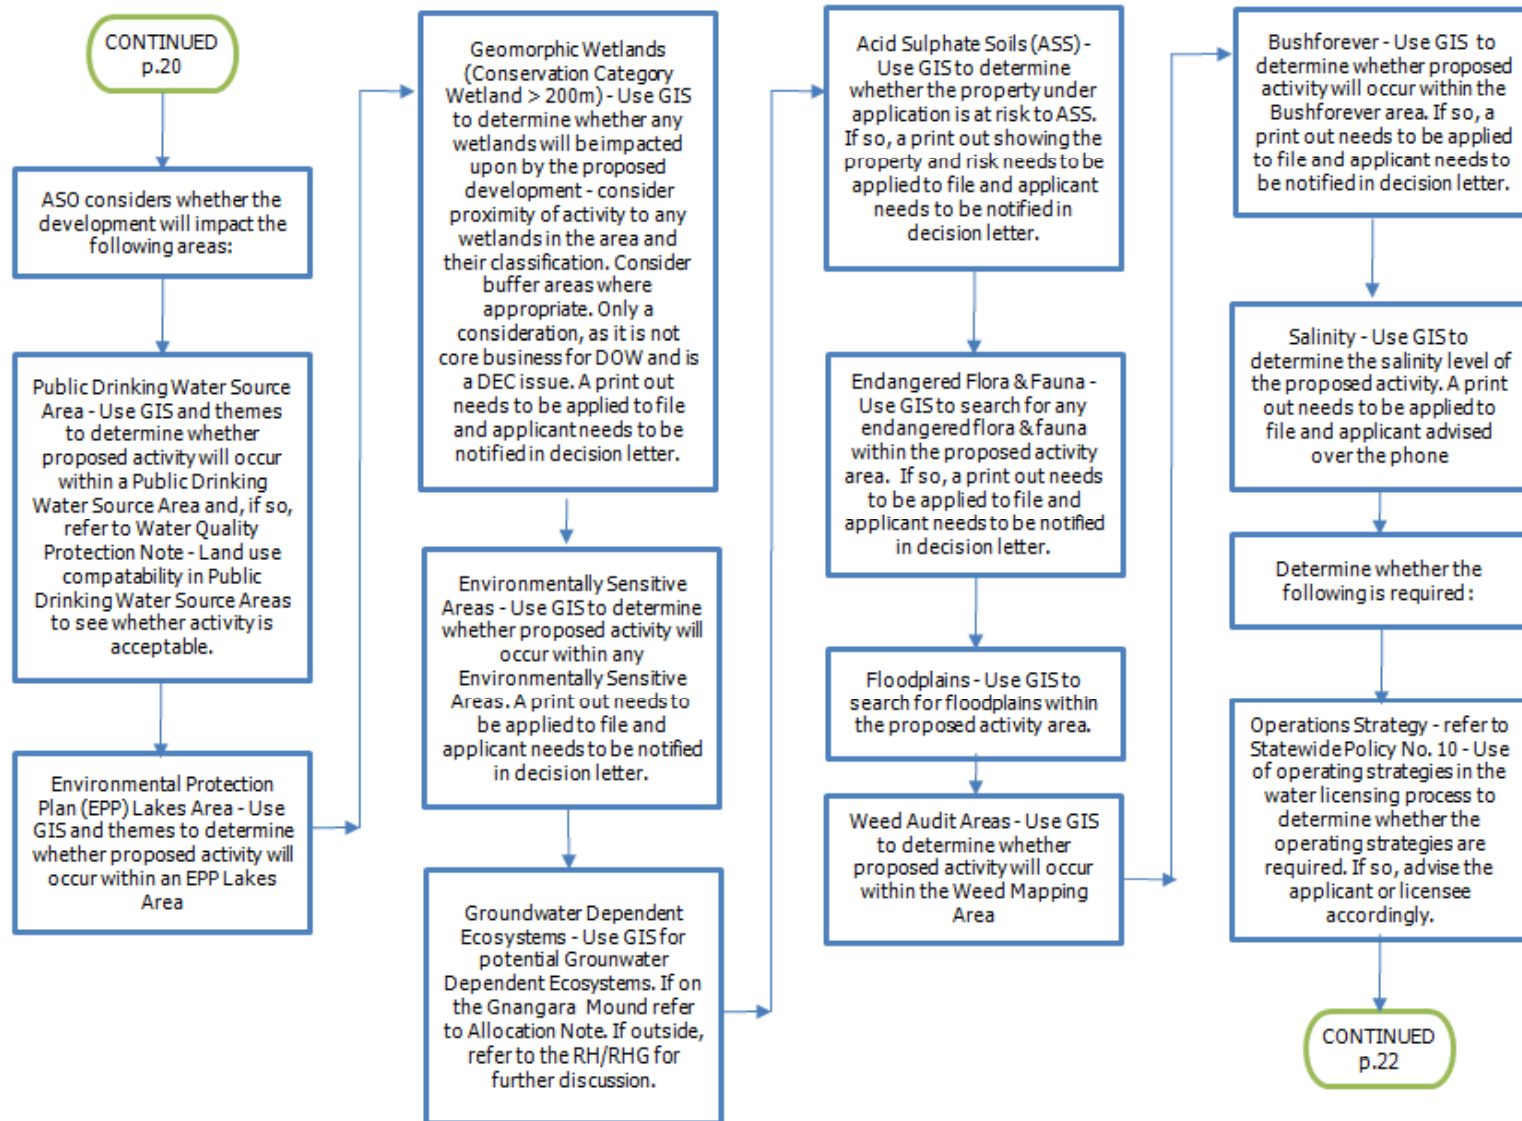 CONTINUED
p.20
ASO considers whether the
development will impact the
following areas:
Public Drinking Water Source
Area - Use GIS and themes
to determine whether
proposed activity will occur
within a Public Drinking
Water Source Area and, if so,
refer to Water Quality
Protection Note - Land use
compatability in Public
Drinking Water Source Areas
to see whether activity is
acceptable.
Environmental Protection
Plan (EPP) Lakes Area - Use
GIS and themes to determine
whether proposed activity will
occur within an EPP Lakes
Area
Geomorphic Wetlands
(Conservation Category
Wetland > 200m) - Use GIS
to determine whether any
wetlands will be impacted
upon by the proposed
development - consider
proximity of activity to any
wetlands in the area and
their classification. Consider
buffer areas where
appropriate. Only a
consideration, as it is not
core business for DOW and is
a DEC issue. A print out
needs to be applied to file
and applicant needs to be
notified in decision letter.
Environmentally Sensitive
Areas - Use GIS to determine
whether proposed activity will
occur within any
Environmentally Sensitive
Areas. A print out needs to
be applied to file and
applicant needs to be notified
in decision letter.
Groundwater Dependent
Ecosystems - Use GIS for
potential Grounwater
Dependent Ecosystems. If on
the Gnangara Mound refer
to Allocation Note. If outside,
refer to the RH/RHG for
further discussion.
Acid Sulphate Soils (ASS) -
Use GIS to determine
whether the property under
application is at risk to ASS.
If so, a print out showing the
property and risk needs to be
applied to file and applicant
needs to be notified in
decision letter.
Endangered Flora & Fauna -
Use GIS to search for any
endangered flora & fauna
within the proposed activity
area. If so, a print out needs
to be applied to file and
applicant needs to be notified
in decision letter.
Floodplains - Use GIS to
search for floodplains within
the proposed activity area.
Weed Audit Areas - Use GIS
to determine whether
proposed activity will occur
within the Weed Mapping
Area
Bushforever - Use GIS to
determine whether proposed
activity will occur within the
Bushforever area. If so, a
print out needs to be applied
to file and applicant needs to
be notified in decision letter.
Salinity - Use GIS to
determine the salinity level of
the proposed activity. A print
out needs to be applied to
file and applicant advised
over the phone
Determine whether the
following is required :
Operations Strategy - refer to
Statewide Policy No. 10 - Use
of operating strategies in the
water licensing process to
determine whether the
operating strategies are
required. If so, advise the
applicant or licensee
accordingly.
CONTINUED
p.22